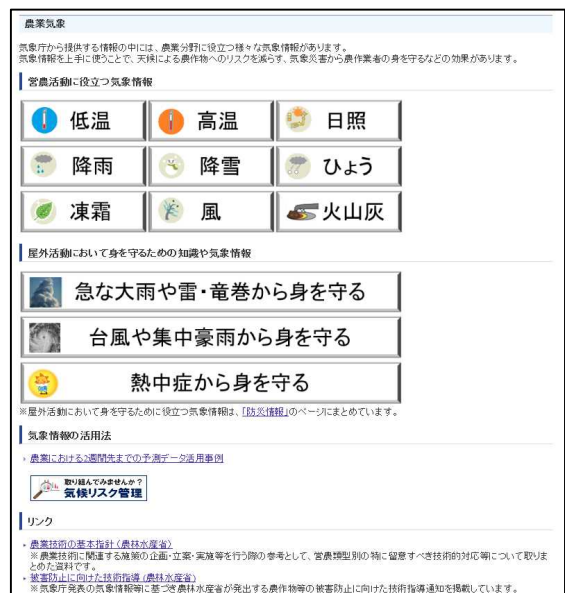 農業気象
気象庁から提供する情報の中には、農業分野に役立つ様々な気象情報があります。
気象情報を上手に使うことで、天候による農作物へのリスクを減らす、気象災害から農作業者の身を守るなどの効果があります。
営農活動に役立つ気象情報
低温 高温 日照
降雨 降雪 ひょう
凍霜 風 火山灰
屋外活動において身を守るための知識や気象情報
急な大雨や雷・竜巻から身を守る
台風や集中豪雨から身を守る
熱中症から身を守る
※屋外活動において身を守るために役立つ気象情報は、「防災情報」のページにまとめています。
気象情報の活用法
農業における2週間先までの予測データ活用事例
取り組んでみませんか?
気候リスク管理
リンク
農業技術の基本指針(農林水産省)
※農業技術に関連する施策の企画・立案・実施等を行う際の参考として、営農類型別の特に留意すべき技術的対応等について取りま
とめた資料です。
被害防止に向けた技術指導(農林水産省)
※気象庁発表の気象情報等に基づき農林水産省が発出する農作物等の被害防止に向けた技術指導通知を掲載しています。